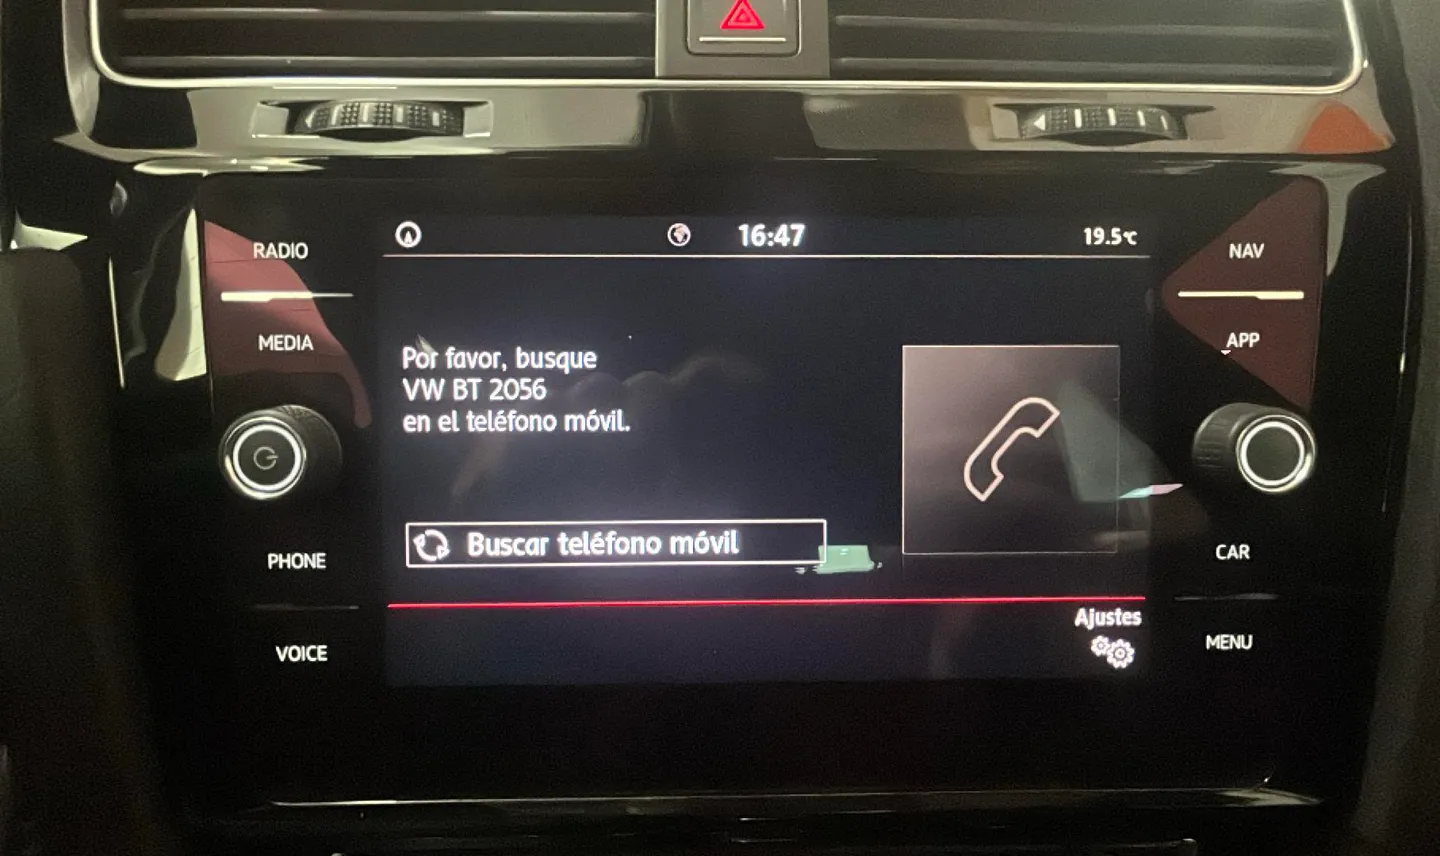 16:47
19.5°C
RADIO
NAV
MEDIA
APP
Por favor, busque
VW BT 2056
en el teléfono móvil.
Buscar teléfono móvil
PHONE
CAR
Ajustes
VOICE
MENU